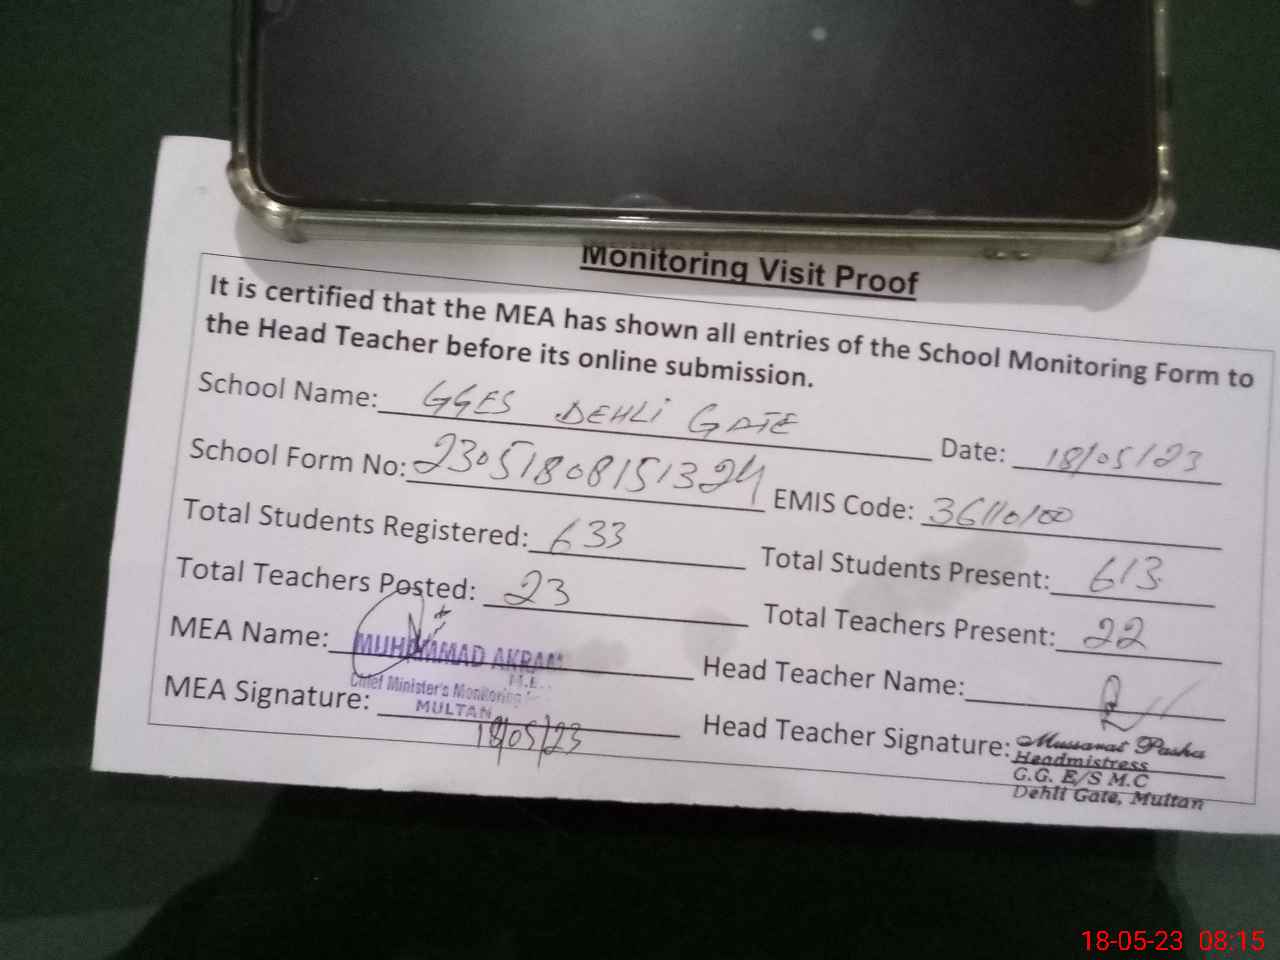 Monitoring Visit Proof
It is certified that the MEA has shown all entries of the School Monitoring Form to
the Head Teacher before its online submission.
School Name: GGES DEHLI GATE Date: 18/05/23
School Form No: 23051808151324 EMIS Code: 36110100
Total Students Registered: 633 Total Students Present: 613
Total Teachers Posted: 23 Total Teachers Present: 22
MEA Name: MUHAMMAD AKRAM Head Teacher Name:
Chief Minister's Monitoring
MULTAN
MEA Signature: 18/05/23 Head Teacher Signature: Mussarat Pasha
Headmistress
G.G. E/S M.C
Dehli Gate, Multan
18-05-23 08:15